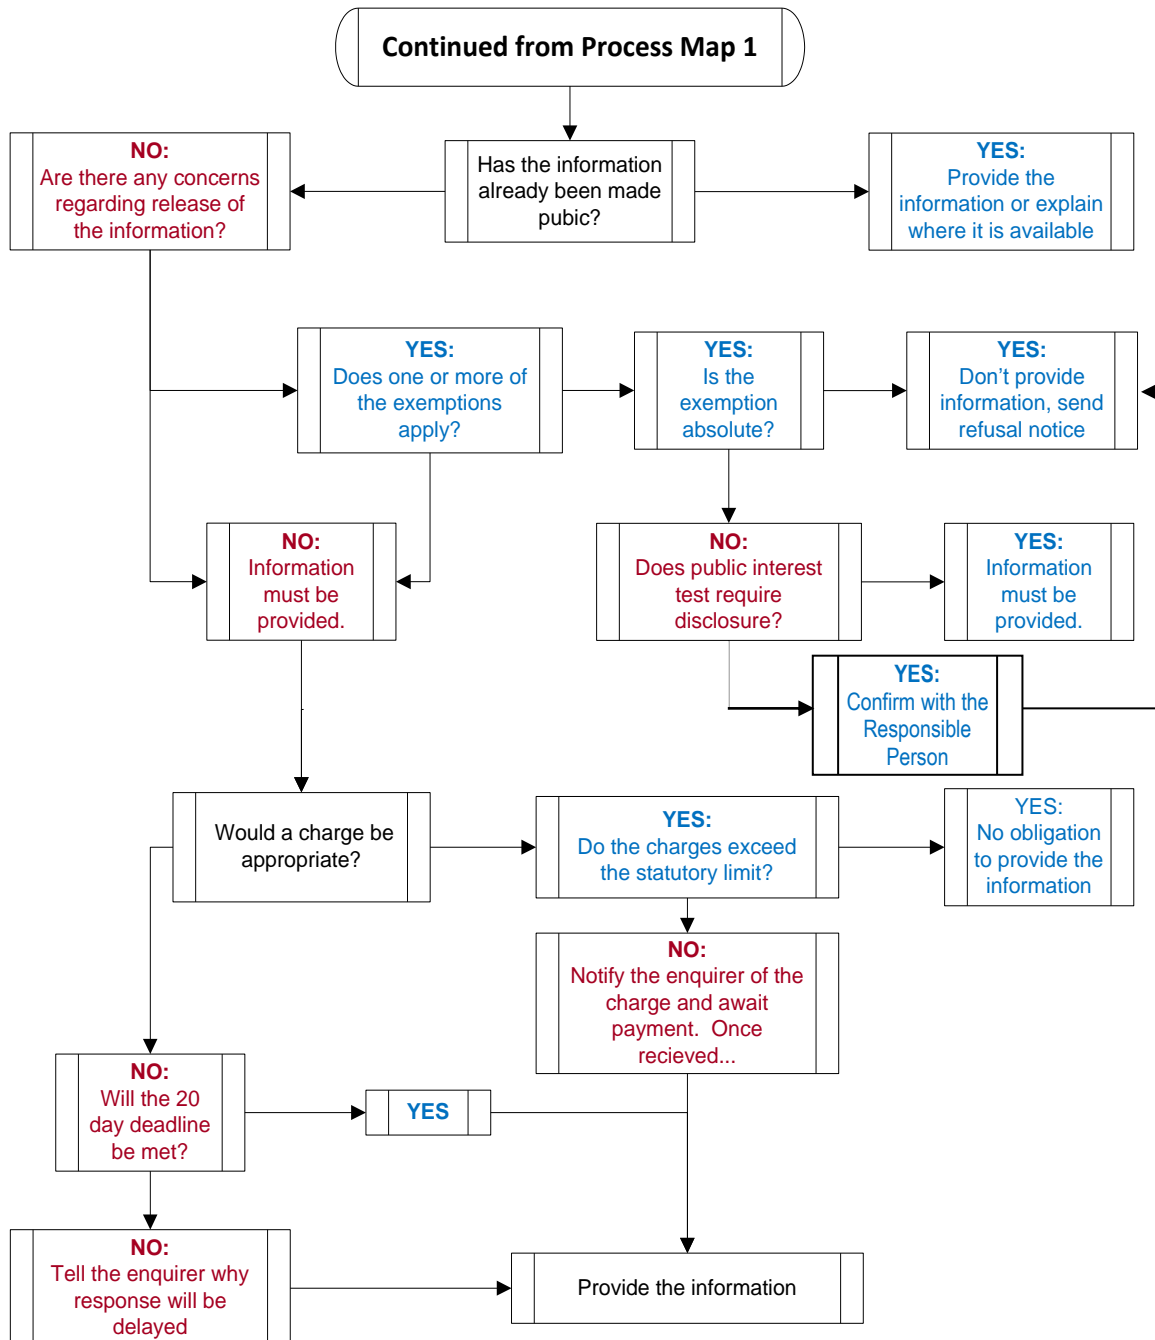 Continued from Process Map 1
NO:
Are there any concerns
regarding release of
the information?
Has the information
already been made
pubic?
YES:
Provide the
information or explain
where it is available
YES:
Does one or more of
the exemptions
apply?
YES:
Is the
exemption
absolute?
YES:
Don’t provide
information, send
refusal notice
NO:
Information
must be
provided.
NO:
Does public interest
test require
disclosure?
YES:
Information
must be
provided.
YES:
Confirm with the
Responsible
Person
Would a charge be
appropriate?
YES:
Do the charges exceed
the statutory limit?
YES:
No obligation
to provide the
information
NO:
Notify the enquirer of the
charge and await
payment.  Once
recieved...
NO:
Will the 20
day deadline
be met?
YES
NO:
Tell the enquirer why
response will be
delayed
Provide the information